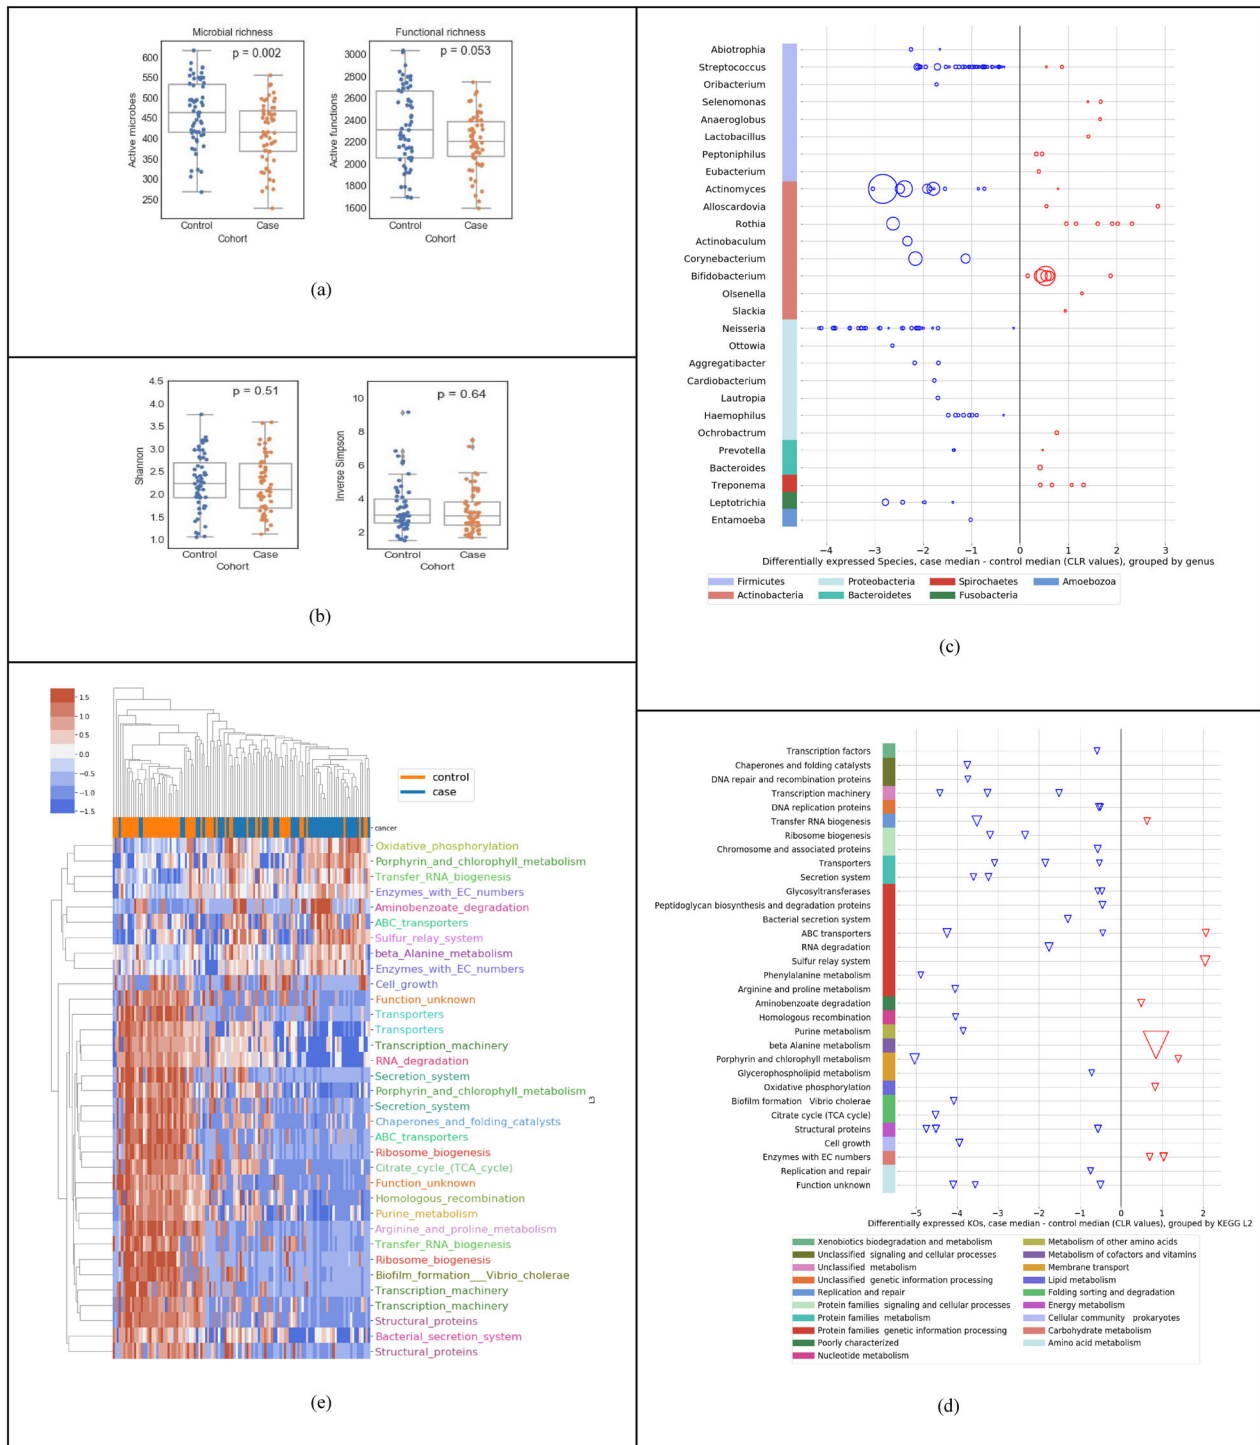 Microbial richness
p = 0.002
Active microbes
650
600
550
500
450
400
350
300
250
Control
Case
Cohort
Functional richness
p = 0.053
Active functions
3000
2800
2600
2400
2200
2000
1800
1600
Control
Case
Cohort
(a)
p = 0.51
Shannon
4.5
4.0
3.5
3.0
2.5
2.0
1.5
1.0
Control
Case
Cohort
p = 0.64
Inverse Simpson
10
8
6
4
2
Control
Case
Cohort
(b)
Abiotrophia
Streptococcus
Oribacterium
Selenomonas
Anaeroglobus
Lactobacillus
Peptoniphilus
Eubacterium
Actinomyces
Alloscardovia
Rothia
Actinobaculum
Corynebacterium
Bifidobacterium
Olsenella
Slackia
Neisseria
Ottowia
Aggregatibacter
Cardiobacterium
Lautropia
Haemophilus
Ochrobactrum
Prevotella
Bacteroides
Treponema
Leptotrichia
Entamoeba
−4 −3 −2 −1 0 1 2 3
Differentially expressed Species, case median - control median (CLR values), grouped by genus
Firmicutes Proteobacteria Spirochaetes Amoebozoa
Actinobacteria Bacteroidetes Fusobacteria
(c)
1.5
1.0
0.5
0.0
−0.5
−1.0
−1.5
control
case
cancer
Oxidative_phosphorylation
Porphyrin_and_chlorophyll_metabolism
Transfer_RNA_biogenesis
Enzymes_with_EC_numbers
Aminobenzoate_degradation
ABC_transporters
Sulfur_relay_system
beta_Alanine_metabolism
Enzymes_with_EC_numbers
Cell_growth
Function_unknown
Transporters
Transporters
Transcription_machinery
RNA_degradation
Secretion_system
Porphyrin_and_chlorophyll_metabolism
Secretion_system
Chaperones_and_folding_catalysts
ABC_transporters
Ribosome_biogenesis
Citrate_cycle_(TCA_cycle)
Function_unknown
Homologous_recombination
Purine_metabolism
Arginine_and_proline_metabolism
Transfer_RNA_biogenesis
Ribosome_biogenesis
Biofilm_formation___Vibrio_cholerae
Transcription_machinery
Transcription_machinery
Structural_proteins
Bacterial_secretion_system
Structural_proteins
L3
(e)
Transcription factors
Chaperones and folding catalysts
DNA repair and recombination proteins
Transcription machinery
DNA replication proteins
Transfer RNA biogenesis
Ribosome biogenesis
Chromosome and associated proteins
Transporters
Secretion system
Glycosyltransferases
Peptidoglycan biosynthesis and degradation proteins
Bacterial secretion system
ABC transporters
RNA degradation
Sulfur relay system
Phenylalanine metabolism
Arginine and proline metabolism
Aminobenzoate degradation
Homologous recombination
Purine metabolism
beta Alanine metabolism
Porphyrin and chlorophyll metabolism
Glycerophospholipid metabolism
Oxidative phosphorylation
Biofilm formation Vibrio cholerae
Citrate cycle (TCA cycle)
Structural proteins
Cell growth
Enzymes with EC numbers
Replication and repair
Function unknown
−5 −4 −3 −2 −1 0 1 2
Differentially expressed KOs, case median - control median (CLR values), grouped by KEGG L2
Xenobiotics biodegradation and metabolism
Unclassified signaling and cellular processes
Unclassified metabolism
Unclassified genetic information processing
Replication and repair
Protein families signaling and cellular processes
Protein families metabolism
Protein families genetic information processing
Poorly characterized
Nucleotide metabolism
Metabolism of other amino acids
Metabolism of cofactors and vitamins
Membrane transport
Lipid metabolism
Folding sorting and degradation
Energy metabolism
Cellular community prokaryotes
Carbohydrate metabolism
Amino acid metabolism
(d)